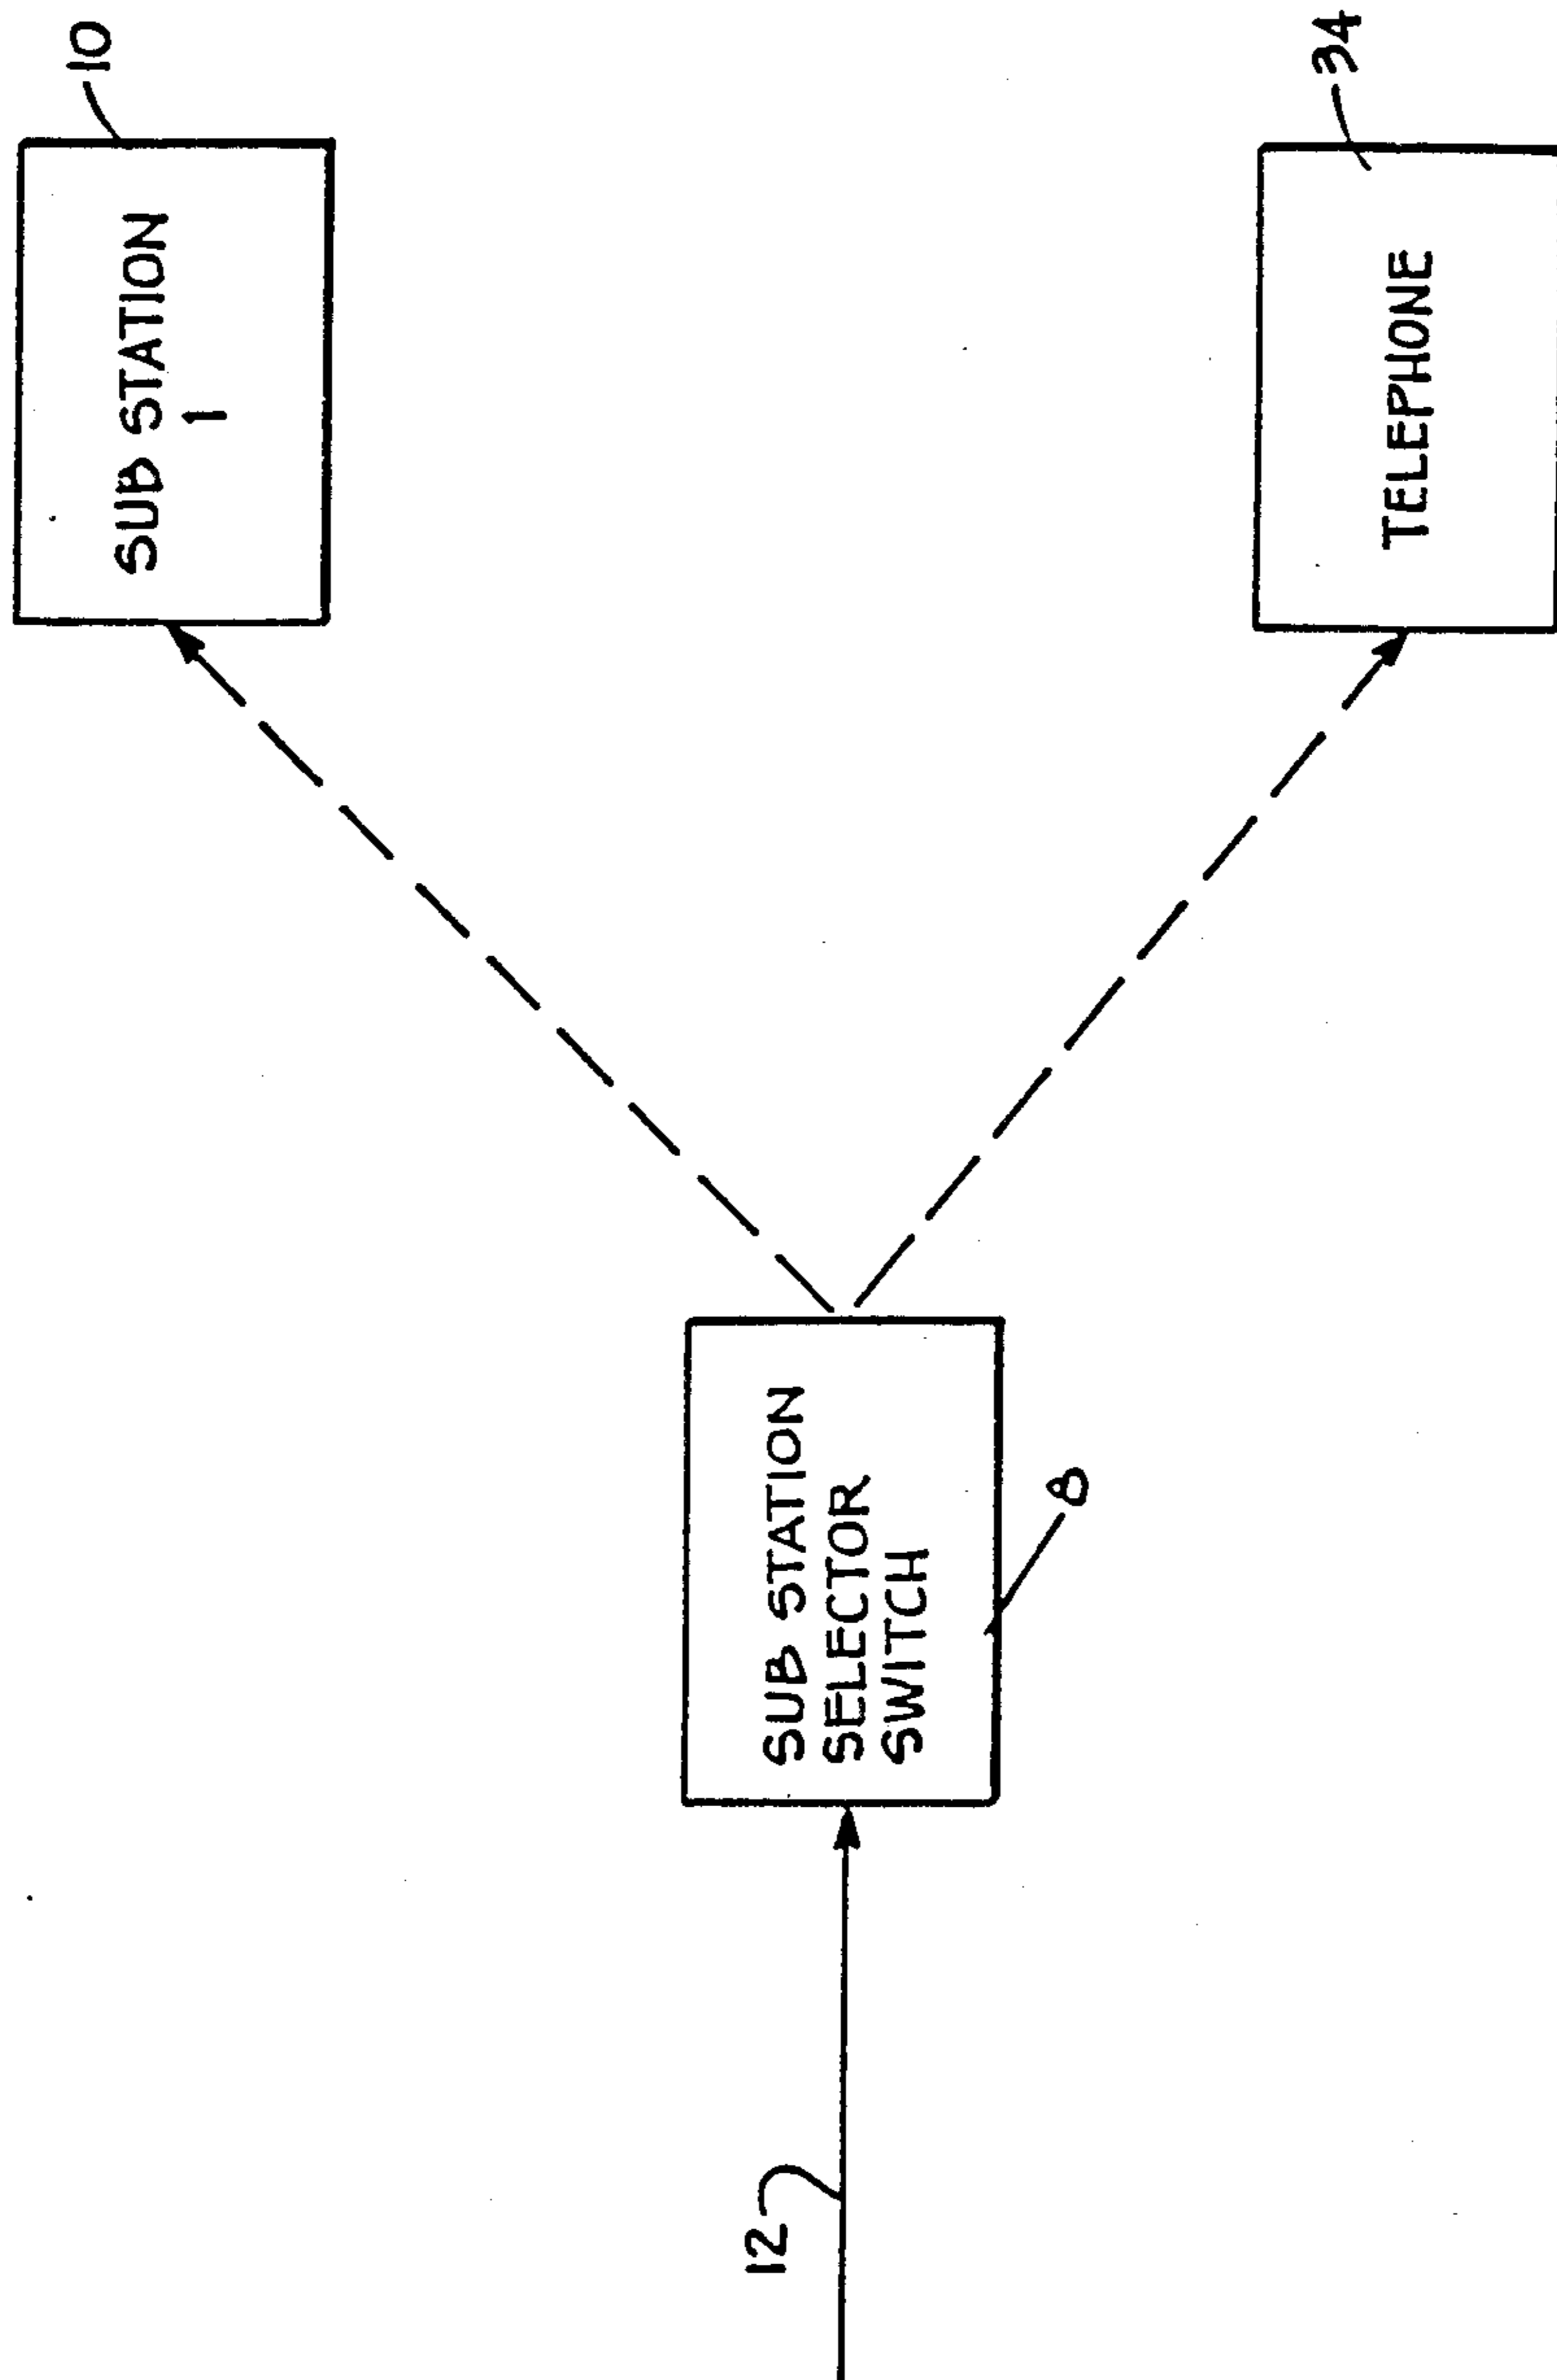 10
SUB STATION
1
12
SUB STATION
SELECTOR
SWITCH
8
34
TELEPHONE